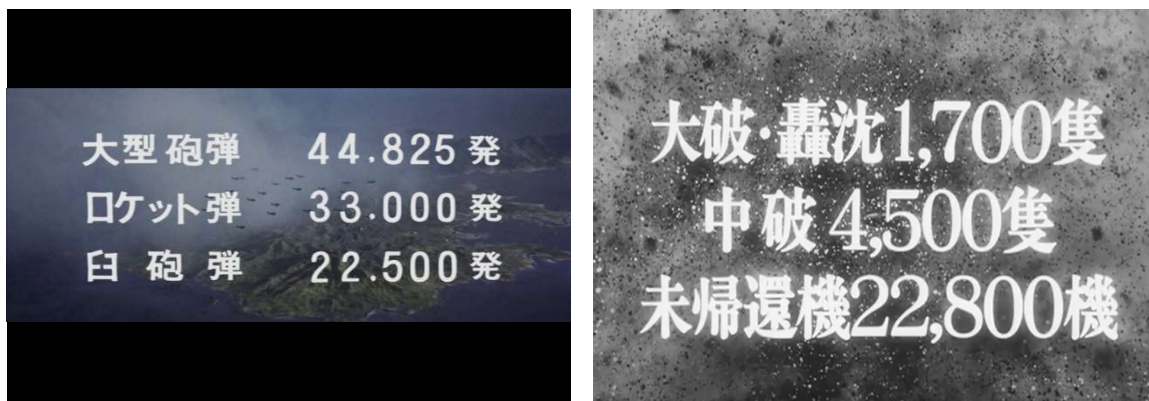 大型砲弾 44.825発
ロケット弾 33.000発
臼砲弾 22.500発
大破・轟沈1,700隻
中破4,500隻
未帰還機22,800機